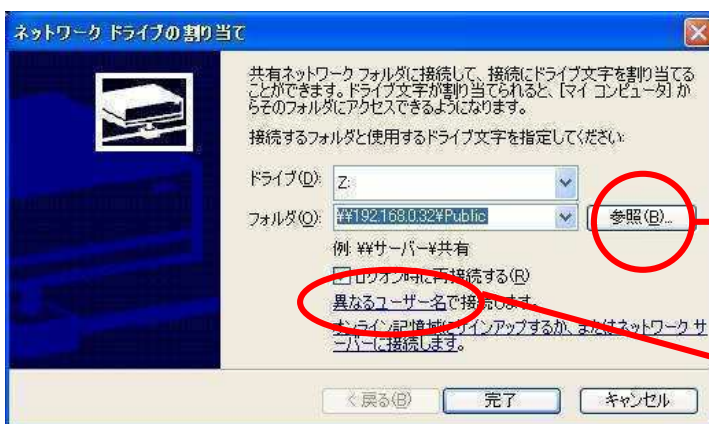 ネットワーク ドライブの割り当て
共有ネットワーク フォルダに接続して、接続にドライブ文字を割り当てる
ことができます。ドライブ文字が割り当てられると、[マイ コンピュータ] か
らそのフォルダにアクセスできるようになります。
接続するフォルダと使用するドライブ文字を指定してください:
ドライブ(D): Z:
フォルダ(O): ¥¥192.168.0.32¥Public 参照(B)...
例: ¥¥サーバー¥共有
ログオン時に再接続する(R)
異なるユーザー名で接続します。
オンライン記憶域にサインアップするか、またはネットワーク サ
ーバーに接続します。
< 戻る(B) 完了 キャンセル